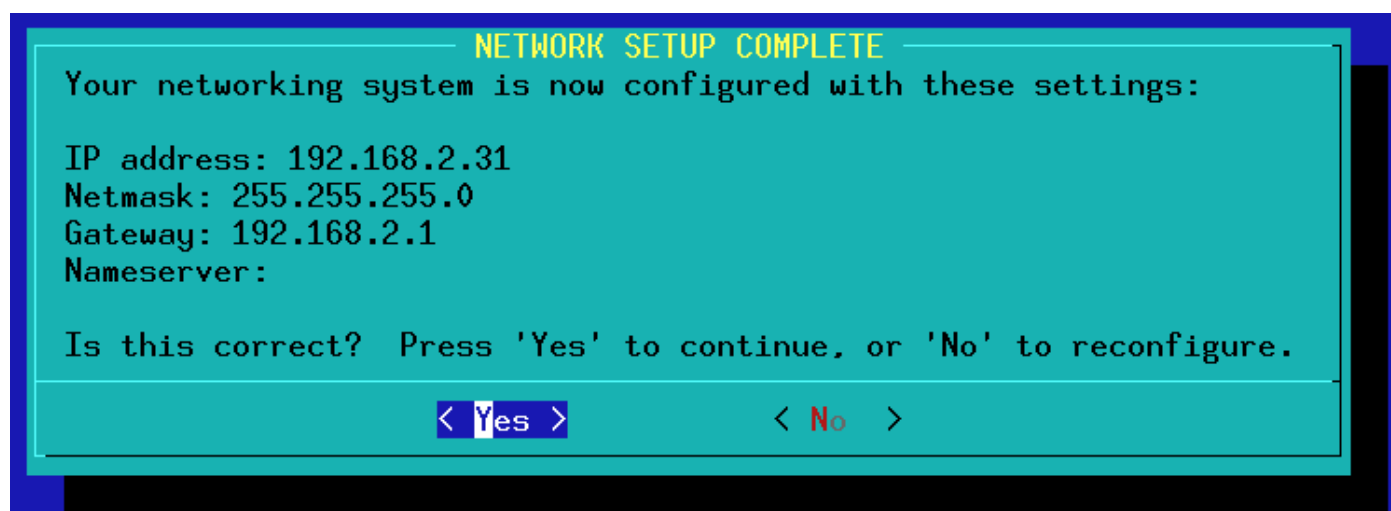 NETWORK SETUP COMPLETE
Your networking system is now configured with these settings:
IP address: 192.168.2.31
Netmask: 255.255.255.0
Gateway: 192.168.2.1
Nameserver:
Is this correct?  Press 'Yes' to continue, or 'No' to reconfigure.
< Yes > < No >